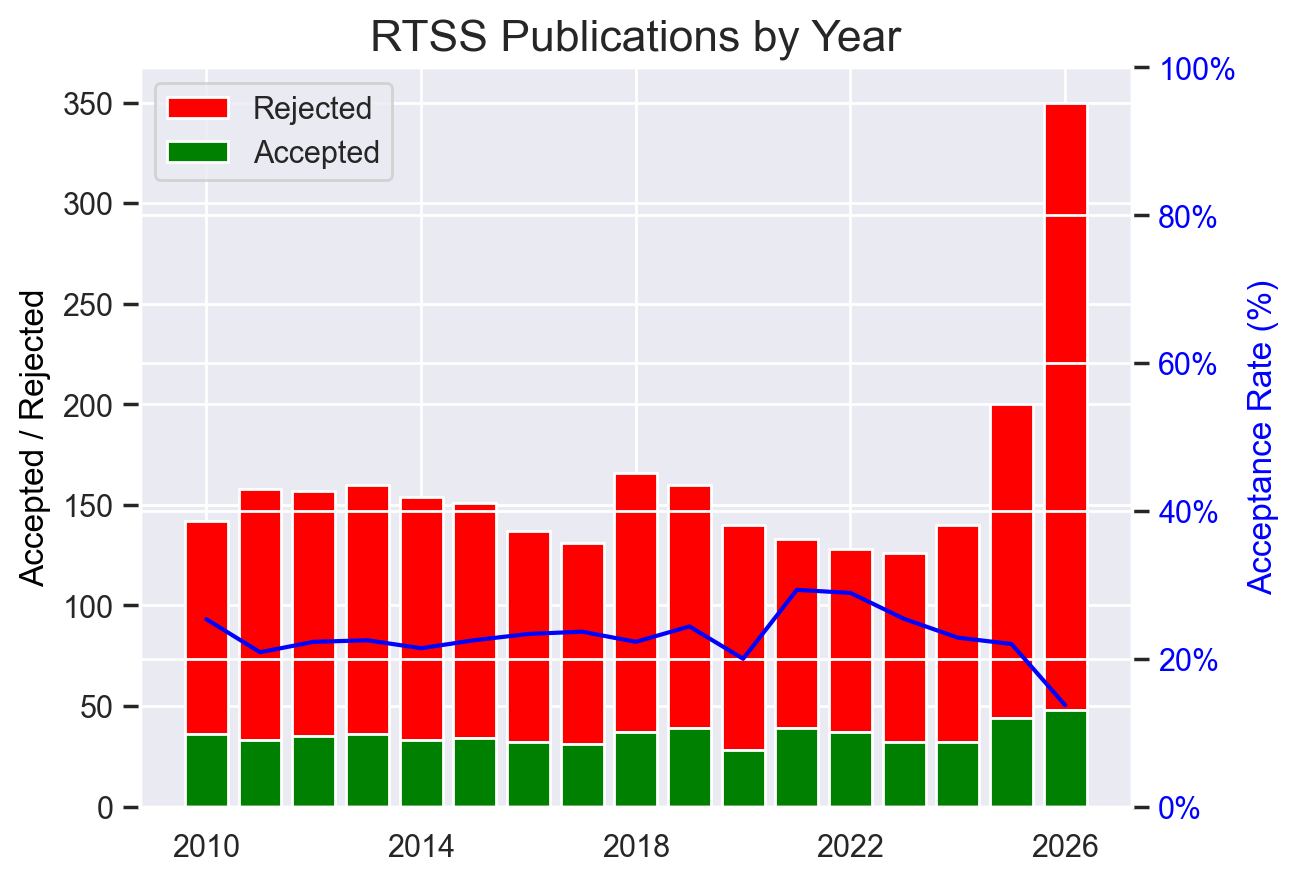 RTSS Publications by Year
Rejected
Accepted
Accepted / Rejected
350
300
250
200
150
100
50
0
100%
80%
60%
40%
20%
0%
Acceptance Rate (%)
2010 2014 2018 2022 2026